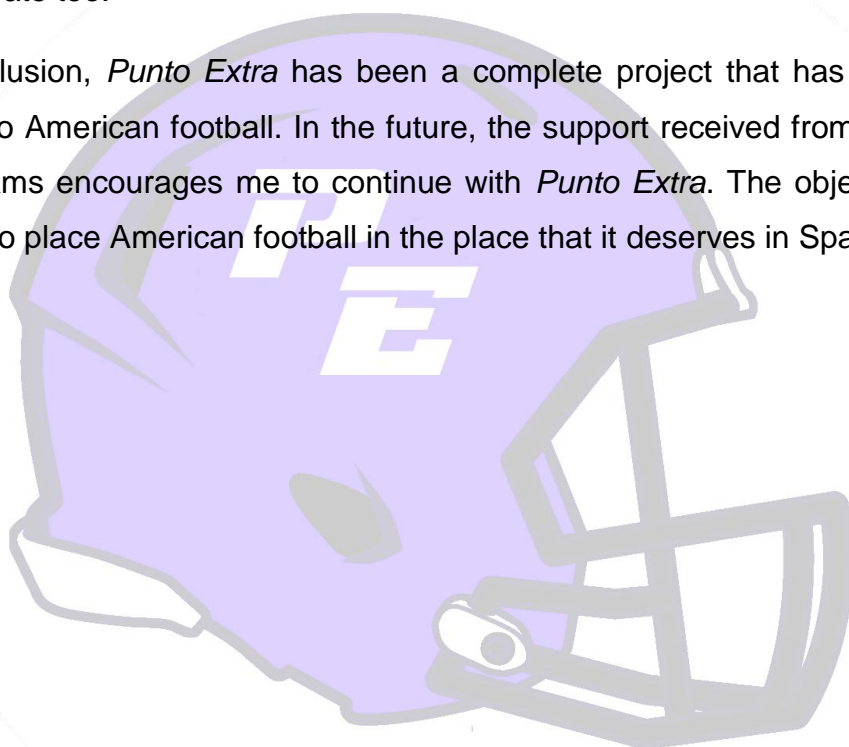 lusion, Punto Extra has been a complete project that has
o American football. In the future, the support received from
ms encourages me to continue with Punto Extra. The obje
o place American football in the place that it deserves in Spa
P
E